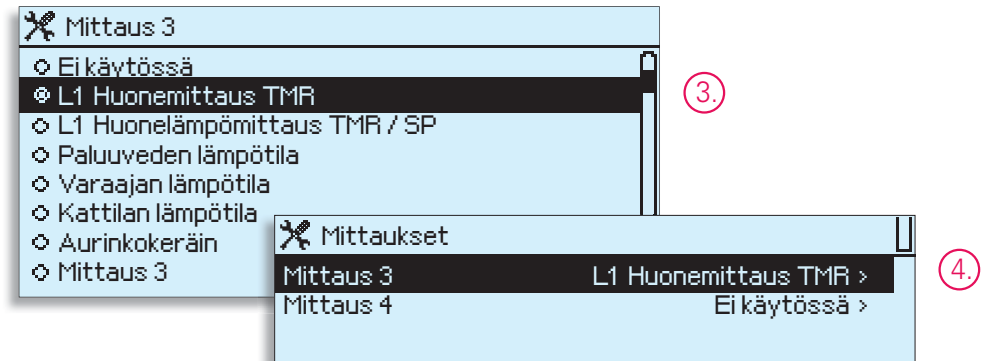 Mittaus 3
Ei käytössä
L1 Huonemittaus TMR
3.
L1 Huonelämpömittaus TMR / SP
Paluuveden lämpötila
Varaajan lämpötila
Kattilan lämpötila
Aurinkokeräin
Mittaus 3
Mittaukset
4.
Mittaus 3 L1 Huonemittaus TMR >
Mittaus 4 Ei käytössä >